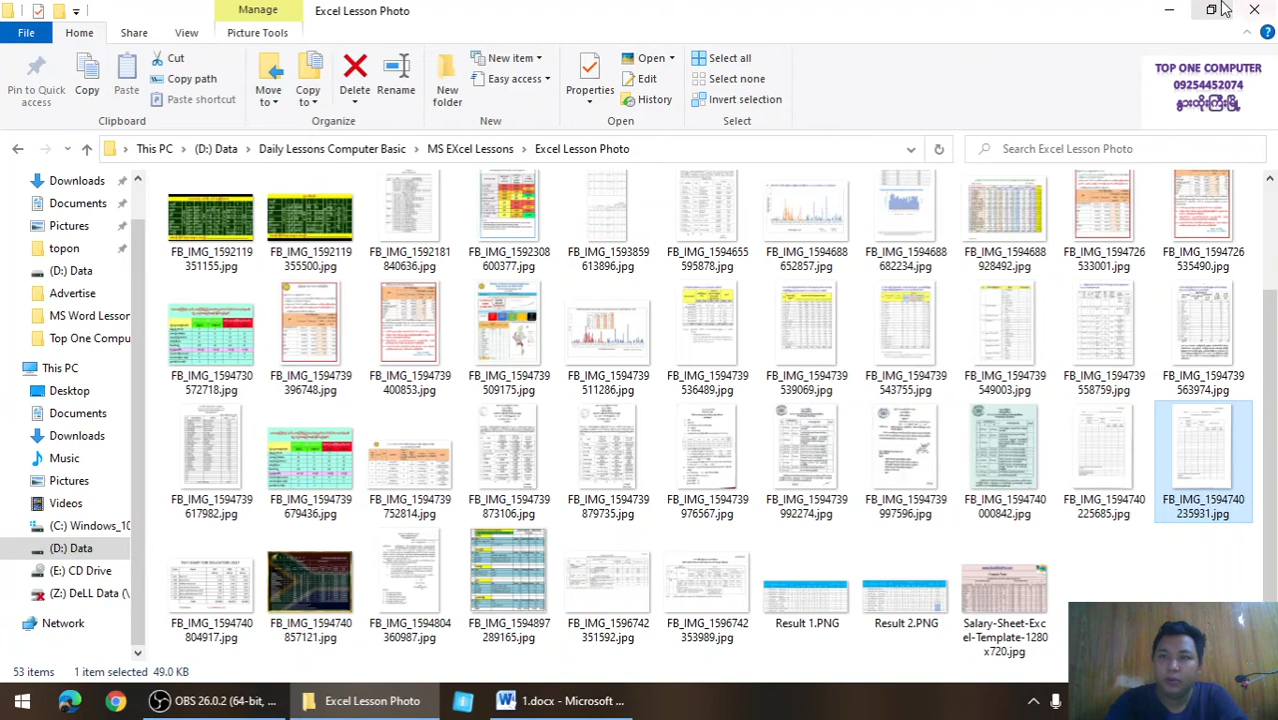 Manage
Excel Lesson Photo
File
Home
Share
View
Picture Tools
Pin to Quick access
Copy
Paste
Cut
Copy path
Paste shortcut
Clipboard
Move to
Copy to
Delete
Rename
Organize
New folder
New item
Easy access
New
Properties
Open
Edit
History
Open
Select all
Select none
Invert selection
Select
TOP ONE COMPUTER
09254452074
နွားထိုးကြီးမြို့
This PC
(D:) Data
Daily Lessons Computer Basic
MS EXcel Lessons
Excel Lesson Photo
Search Excel Lesson Photo
Downloads
Documents
Pictures
topon
(D:) Data
Advertise
MS Word Lesson
Top One Compu
This PC
Desktop
Documents
Downloads
Music
Pictures
Videos
(C:) Windows_10
(D:) Data
(E:) CD Drive
(Z:) DeLL Data (\
Network
FB_IMG_1592119351155.jpg
FB_IMG_1592119355500.jpg
FB_IMG_1592181840636.jpg
FB_IMG_1592308600377.jpg
FB_IMG_1593859613896.jpg
FB_IMG_1594655595878.jpg
FB_IMG_1594688652857.jpg
FB_IMG_1594688682234.jpg
FB_IMG_1594688928492.jpg
FB_IMG_1594726533001.jpg
FB_IMG_1594726535490.jpg
FB_IMG_1594730572718.jpg
FB_IMG_1594739396748.jpg
FB_IMG_1594739400853.jpg
FB_IMG_1594739509175.jpg
FB_IMG_1594739511286.jpg
FB_IMG_1594739536489.jpg
FB_IMG_1594739539069.jpg
FB_IMG_1594739543755.jpg
FB_IMG_1594739549003.jpg
FB_IMG_1594739558759.jpg
FB_IMG_1594739563974.jpg
FB_IMG_1594739617982.jpg
FB_IMG_1594739679436.jpg
FB_IMG_1594739752814.jpg
FB_IMG_1594739873106.jpg
FB_IMG_1594739879735.jpg
FB_IMG_1594739976567.jpg
FB_IMG_1594739992274.jpg
FB_IMG_1594739997596.jpg
FB_IMG_1594740000842.jpg
FB_IMG_1594740225685.jpg
FB_IMG_1594740235931.jpg
FB_IMG_1594740804917.jpg
FB_IMG_1594740857121.jpg
FB_IMG_1594804360987.jpg
FB_IMG_1594897289165.jpg
FB_IMG_1596742351592.jpg
FB_IMG_1596742353989.jpg
Result 1.PNG
Result 2.PNG
Salary-Sheet-Excel-Template-1280x720.jpg
53 items
1 item selected 49.0 KB
OBS 26.0.2 (64-bit, ...
Excel Lesson Photo
1.docx - Microsoft ...